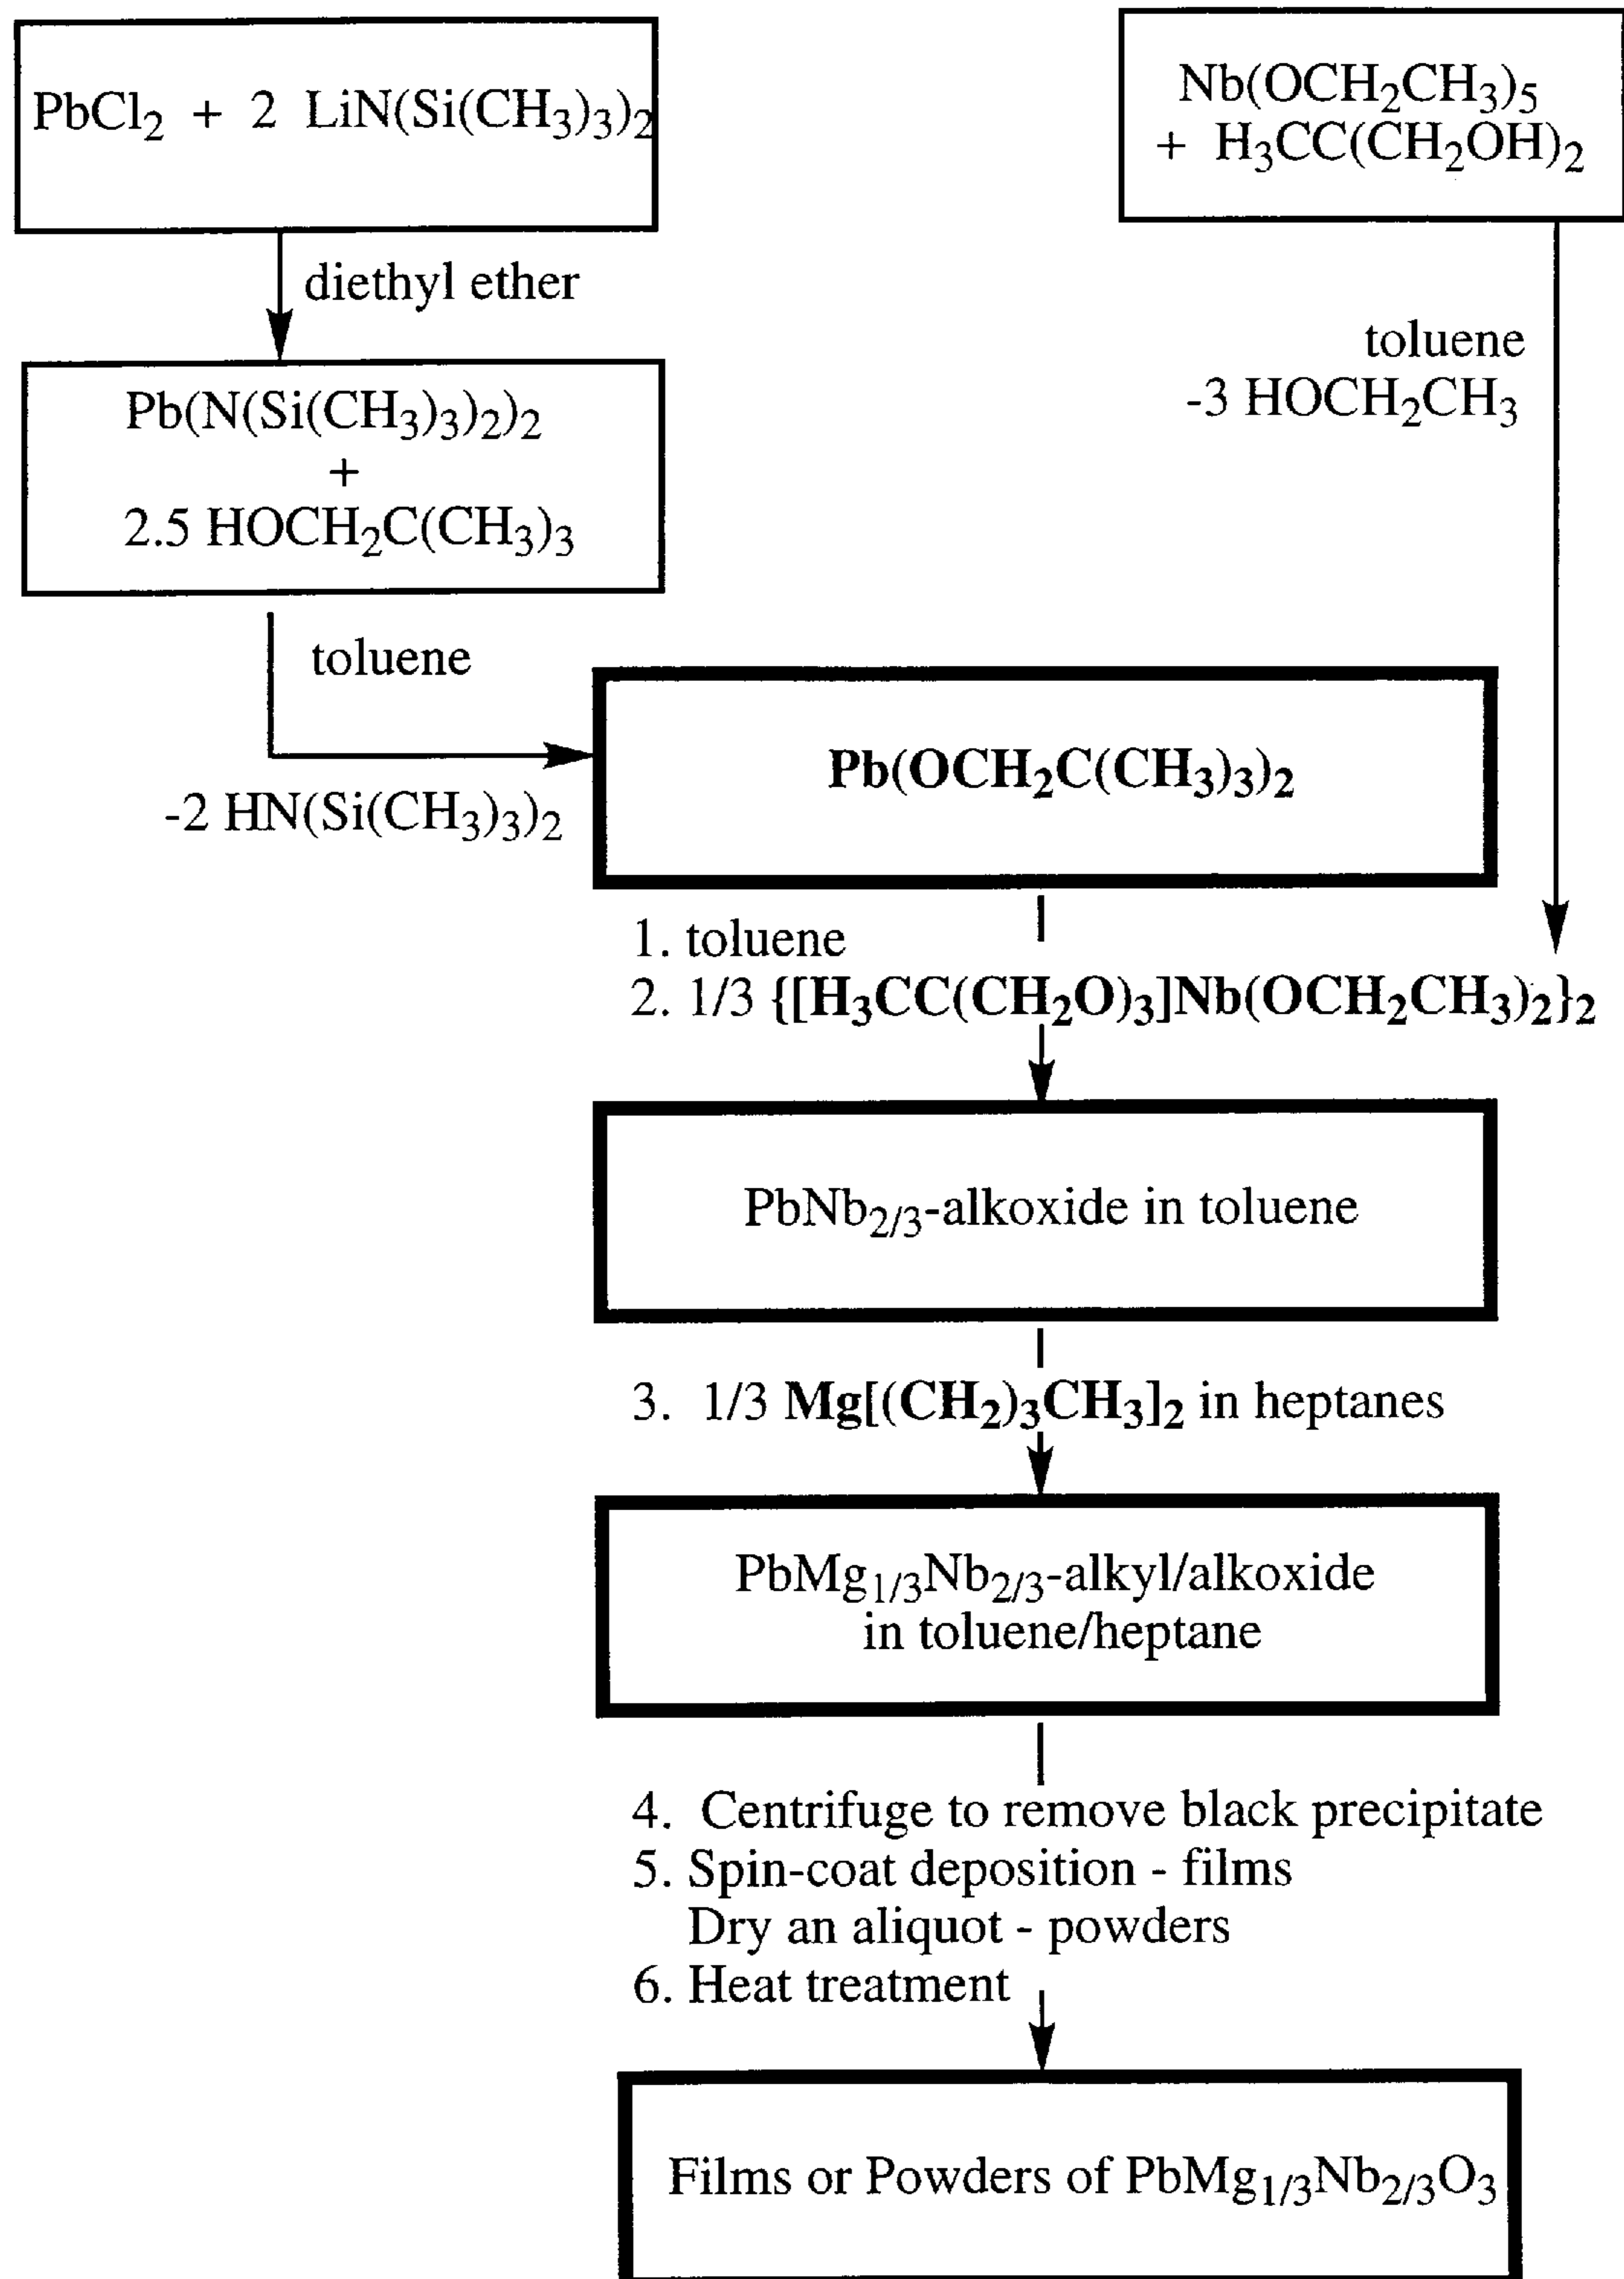 PbCl₂ + 2 LiN(Si(CH₃)₃)₂
diethyl ether
Pb(N(Si(CH₃)₃)₂)₂
+
2.5 HOCH₂C(CH₃)₃
toluene
-2 HN(Si(CH₃)₃)₂
Nb(OCH₂CH₃)₅
+ H₃CC(CH₂OH)₂
toluene
-3 HOCH₂CH₃
Pb(OCH₂C(CH₃)₃)₂
1. toluene
2. 1/3 {[H₃CC(CH₂O)₃]Nb(OCH₂CH₃)₂}₂
PbNb₂/₃-alkoxide in toluene
3. 1/3 Mg[(CH₂)₃CH₃]₂ in heptanes
PbMg₁/₃Nb₂/₃-alkyl/alkoxide
in toluene/heptane
4. Centrifuge to remove black precipitate
5. Spin-coat deposition - films
Dry an aliquot - powders
6. Heat treatment
Films or Powders of PbMg₁/₃Nb₂/₃O₃